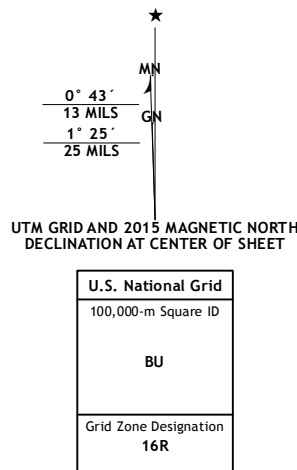 ★
MN
0° 43´
13 MILS
GN
1° 25´
25 MILS
UTM GRID AND 2015 MAGNETIC NORTH
DECLINATION AT CENTER OF SHEET
U.S. National Grid
100,000-m Square ID
BU
Grid Zone Designation
16R